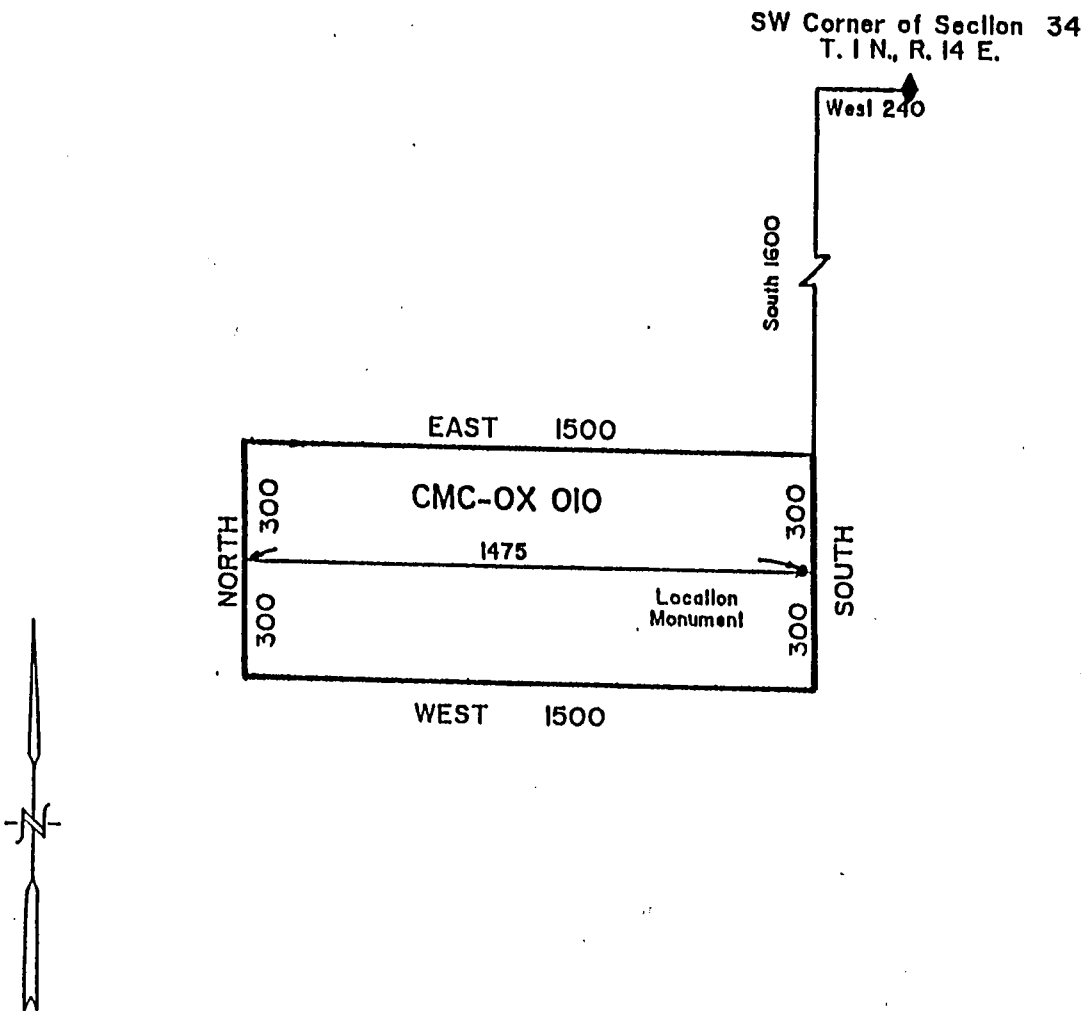 SW Corner of Section 34
T. 1 N., R. 14 E.
West 240
South 1600
EAST 1500
CMC-OX 010
300
300
NORTH
1475
SOUTH
Location
Monument
300
300
WEST 1500
N